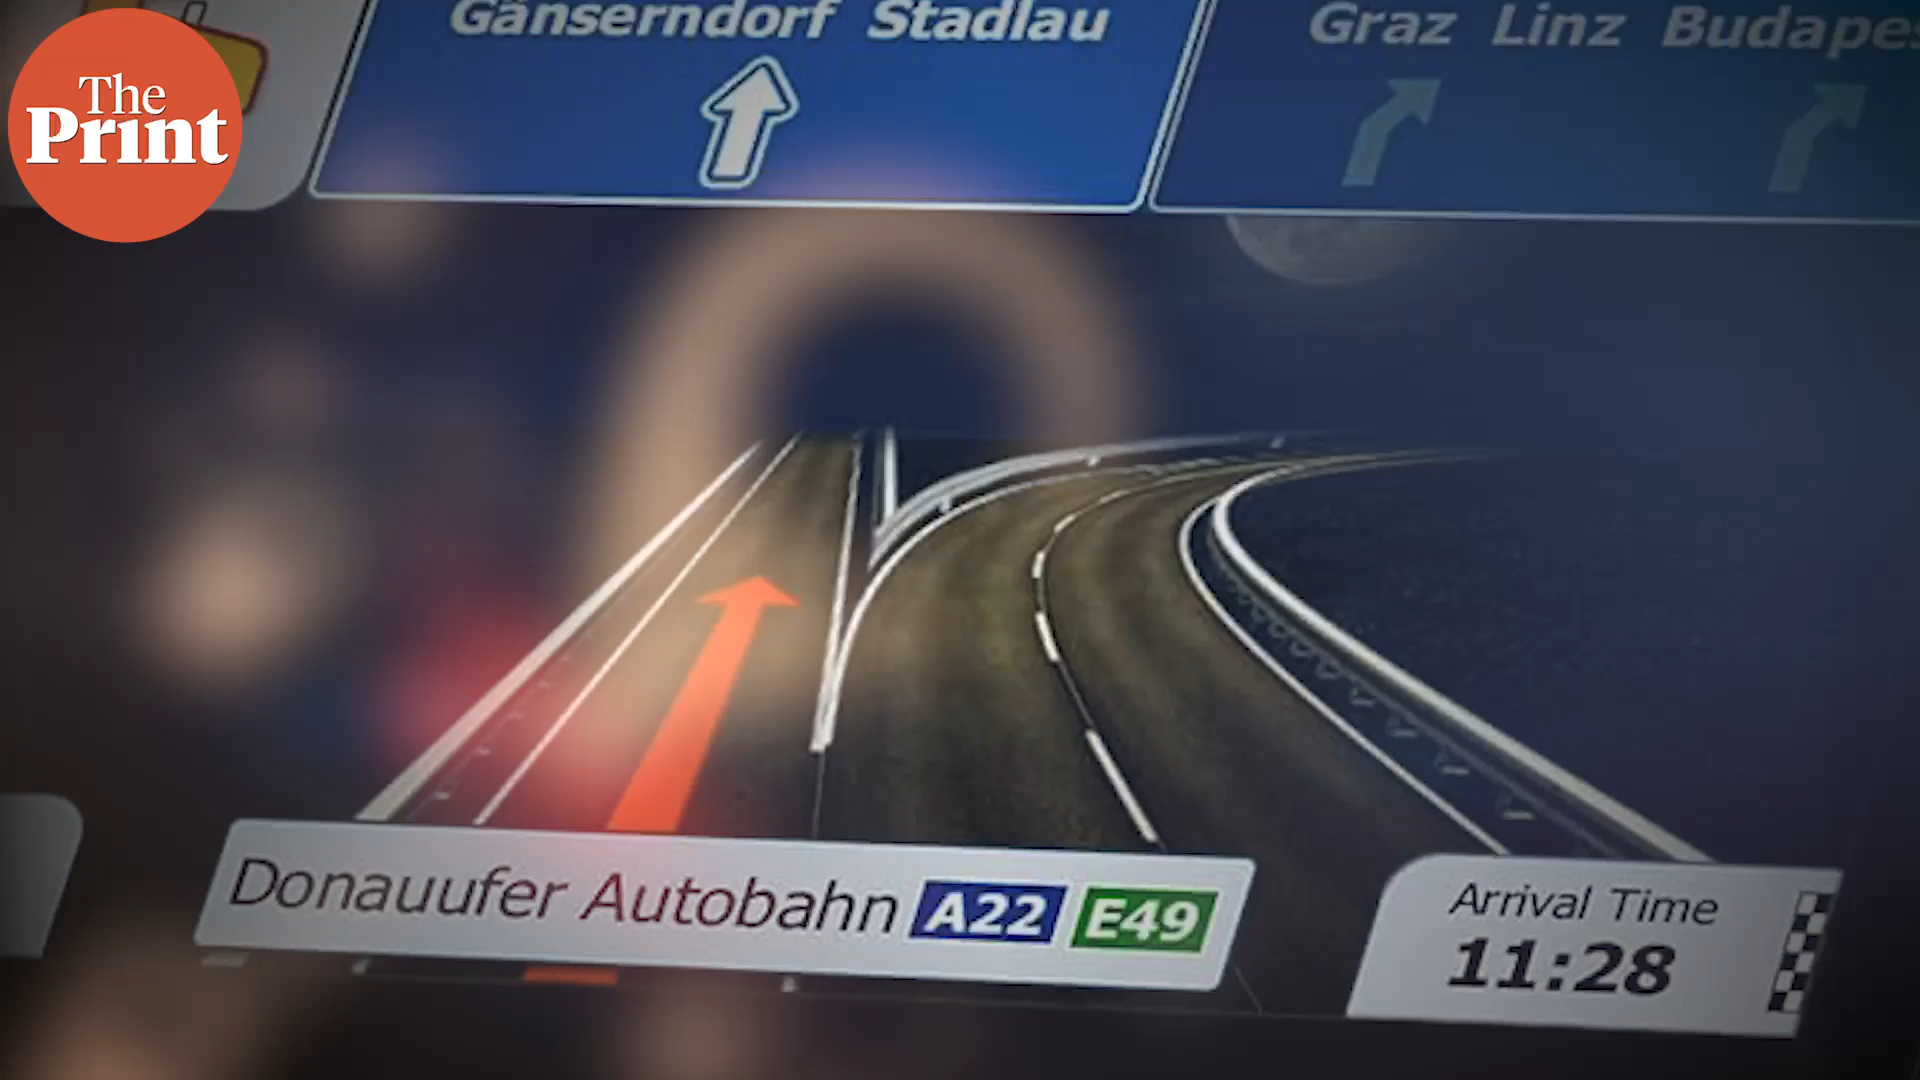 The
Print
Gänserndorf Stadlau
Graz Linz
Donauufer Autobahn A22 E49
Arrival Time
11:28